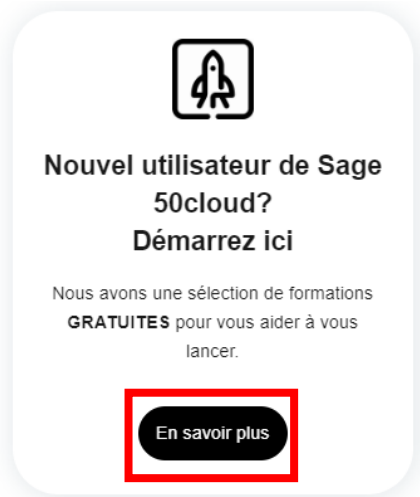 Nouvel utilisateur de Sage
50cloud?
Démarrez ici
Nous avons une sélection de formations
GRATUITES pour vous aider à vous
lancer.
En savoir plus